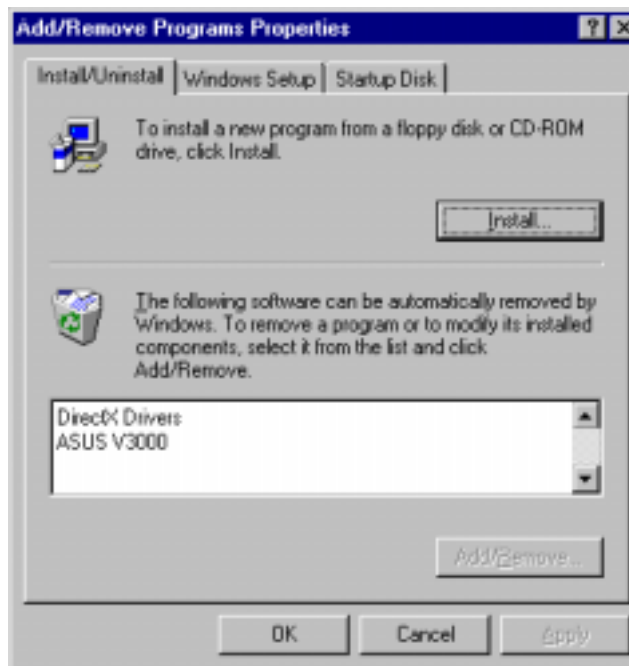 Add/Remove Programs Properties
Install/Uninstall Windows Setup Startup Disk
To install a new program from a floppy disk or CD-ROM
drive, click Install.
Install...
The following software can be automatically removed by
Windows. To remove a program or to modify its installed
components, select it from the list and click
Add/Remove.
DirectX Drivers
ASUS V3000
Add/Remove...
OK Cancel Apply